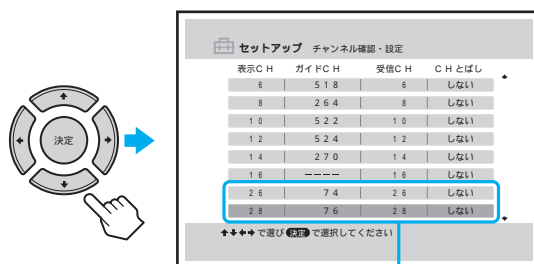 セットアップ チャンネル確認・設定
表示CH ガイドCH 受信CH CHとばし
6 518 6 しない
8 264 8 しない
10 522 10 しない
12 524 12 しない
14 270 14 しない
16 ---- 16 しない
26 74 26 しない
28 76 28 しない
決定
↑↓←→で選び 決定 で選択してください